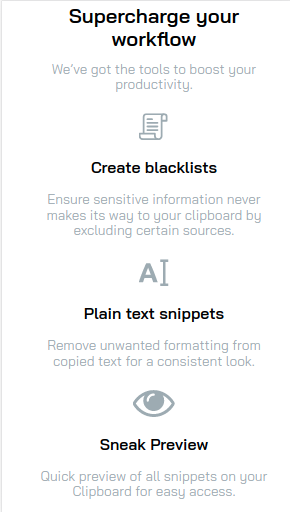 Supercharge your
workflow
We've got the tools to boost your
productivity.
Create blacklists
Ensure sensitive information never
makes its way to your clipboard by
excluding certain sources.
A
Plain text snippets
Remove unwanted formatting from
copied text for a consistent look.
Sneak Preview
Quick preview of all snippets on your
Clipboard for easy access.